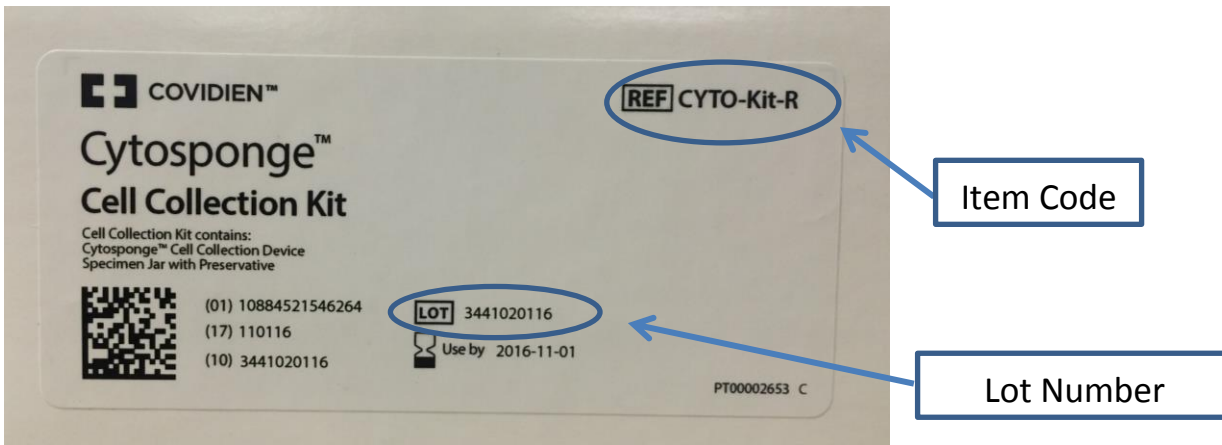 COVIDIEN™
REF CYTO-Kit-R
Cytosponge™
Cell Collection Kit
Cell Collection Kit contains:
Cytosponge™ Cell Collection Device
Specimen Jar with Preservative
(01) 10884521546264
(17) 110116
(10) 3441020116
LOT 3441020116
Use by 2016-11-01
PT00002653 C
Item Code
Lot Number